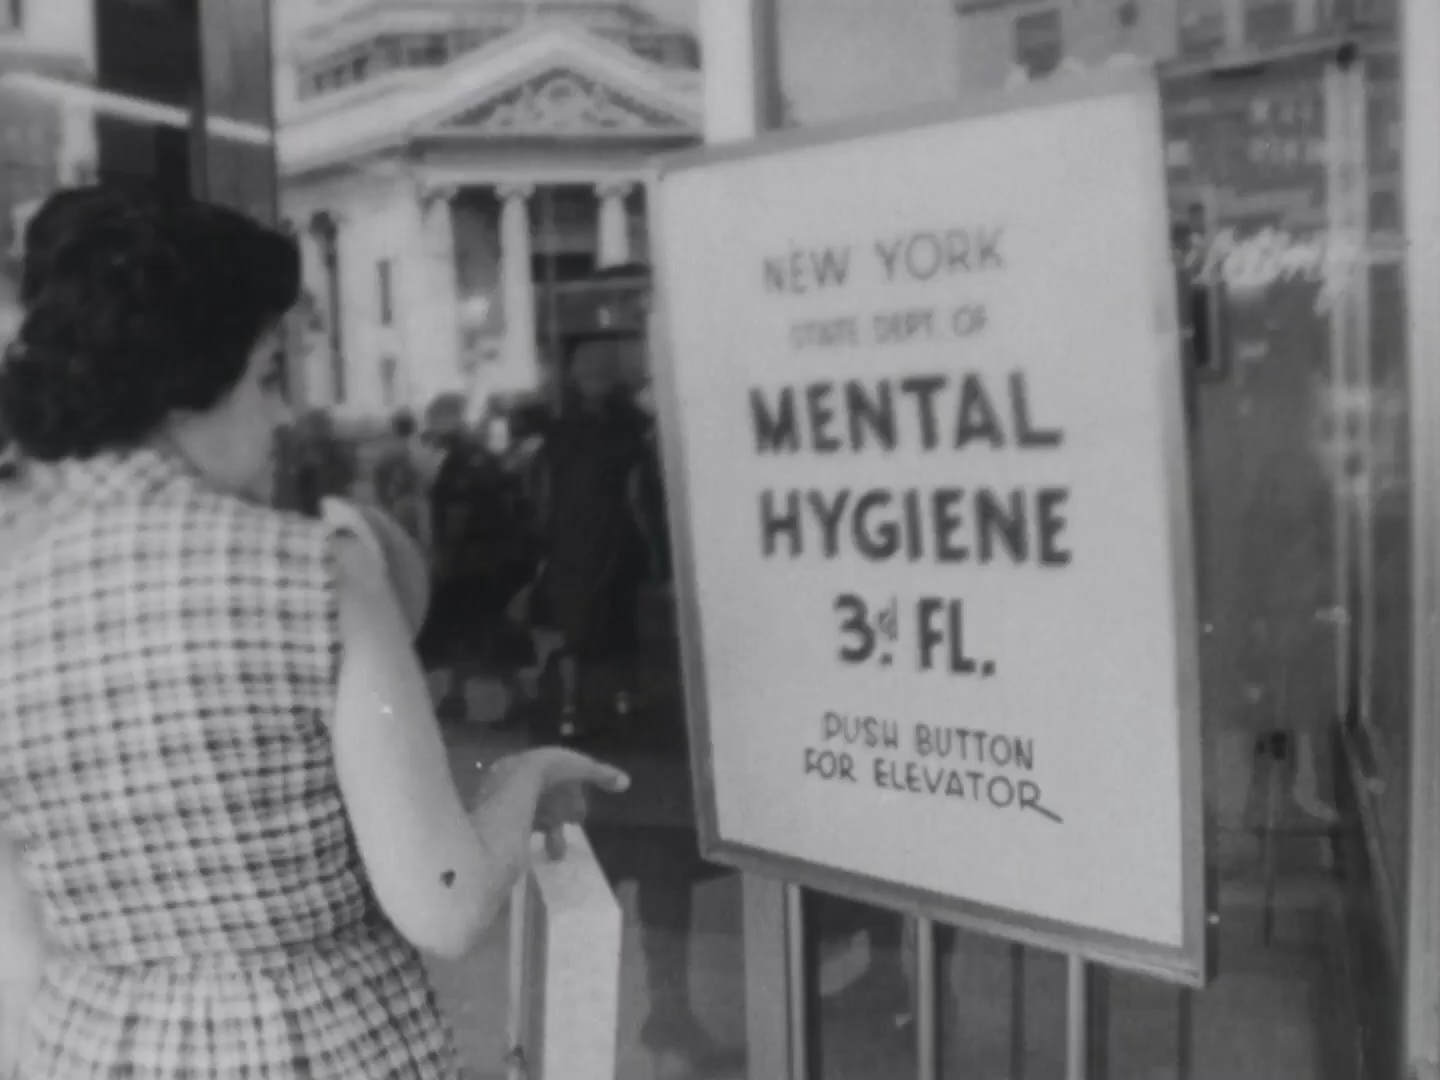 NEW YORK
STATE DEPT. OF
MENTAL
HYGIENE
3rd FL.
PUSH BUTTON
FOR ELEVATOR